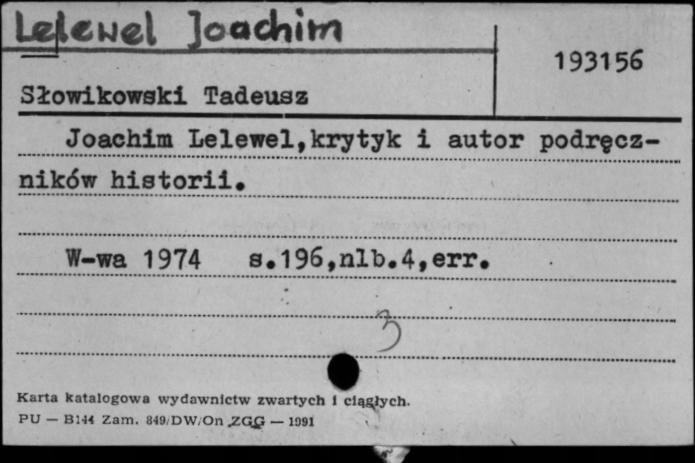 Lelewel Joachim
193156
Słowikowski Tadeusz
Joachim Lelewel,krytyk i autor podręcz-
ników historii.
W-wa 1974 s.196,nlb.4,err.
3
Karta katalogowa wydawnictw zwartych i ciągłych.
PU — B144 Zam. 849/DW/On ZGG — 1991